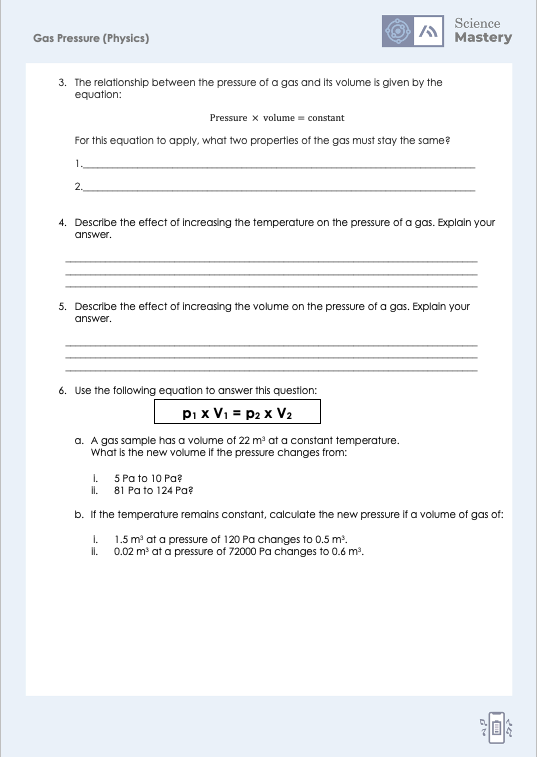 Gas Pressure (Physics)
Science
Mastery
3. The relationship between the pressure of a gas and its volume is given by the
equation:
Pressure × volume = constant
For this equation to apply, what two properties of the gas must stay the same?
1.
2.
4. Describe the effect of increasing the temperature on the pressure of a gas. Explain your
answer.
5. Describe the effect of increasing the volume on the pressure of a gas. Explain your
answer.
6. Use the following equation to answer this question:
p₁ x V₁ = p₂ x V₂
a. A gas sample has a volume of 22 m³ at a constant temperature.
What is the new volume if the pressure changes from:
i. 5 Pa to 10 Pa?
ii. 81 Pa to 124 Pa?
b. If the temperature remains constant, calculate the new pressure if a volume of gas of:
i. 1.5 m³ at a pressure of 120 Pa changes to 0.5 m³.
ii. 0.02 m³ at a pressure of 72000 Pa changes to 0.6 m³.